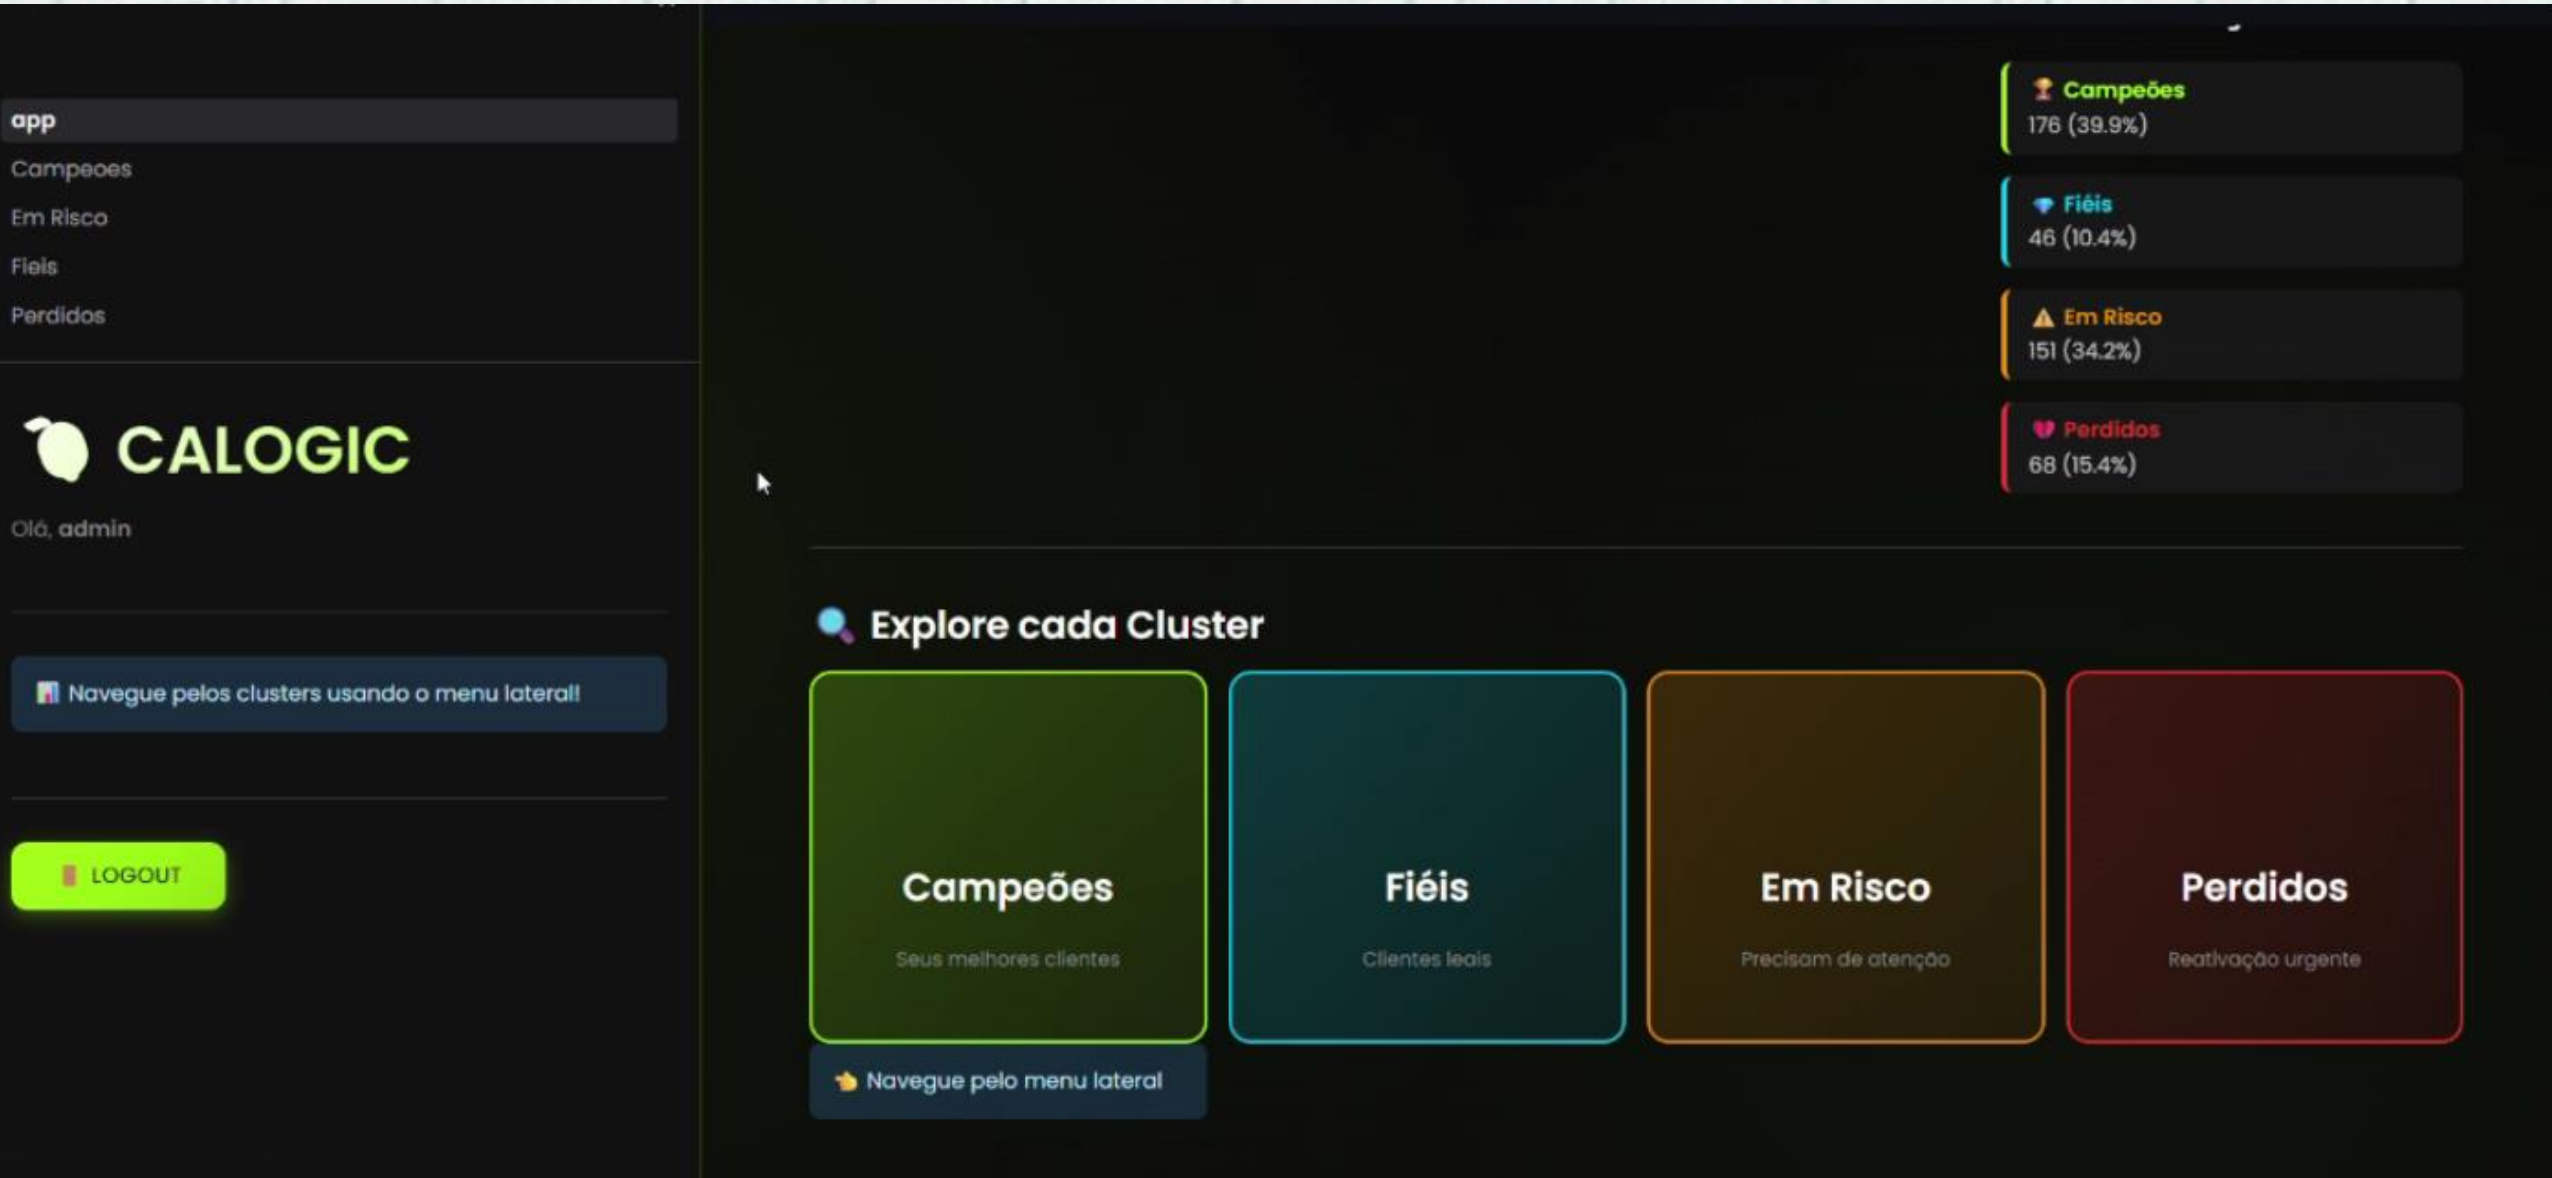 app
Campeoes
Em Risco
Fieis
Perdidos
CALOGIC
Olá, admin
Navegue pelos clusters usando o menu lateral!
LOGOUT
Campeões
176 (39.9%)
Fiéis
46 (10.4%)
Em Risco
151 (34.2%)
Perdidos
68 (15.4%)
Explore cada Cluster
Campeões
Seus melhores clientes
Fiéis
Clientes leais
Em Risco
Precisam de atenção
Perdidos
Reativação urgente
Navegue pelo menu lateral